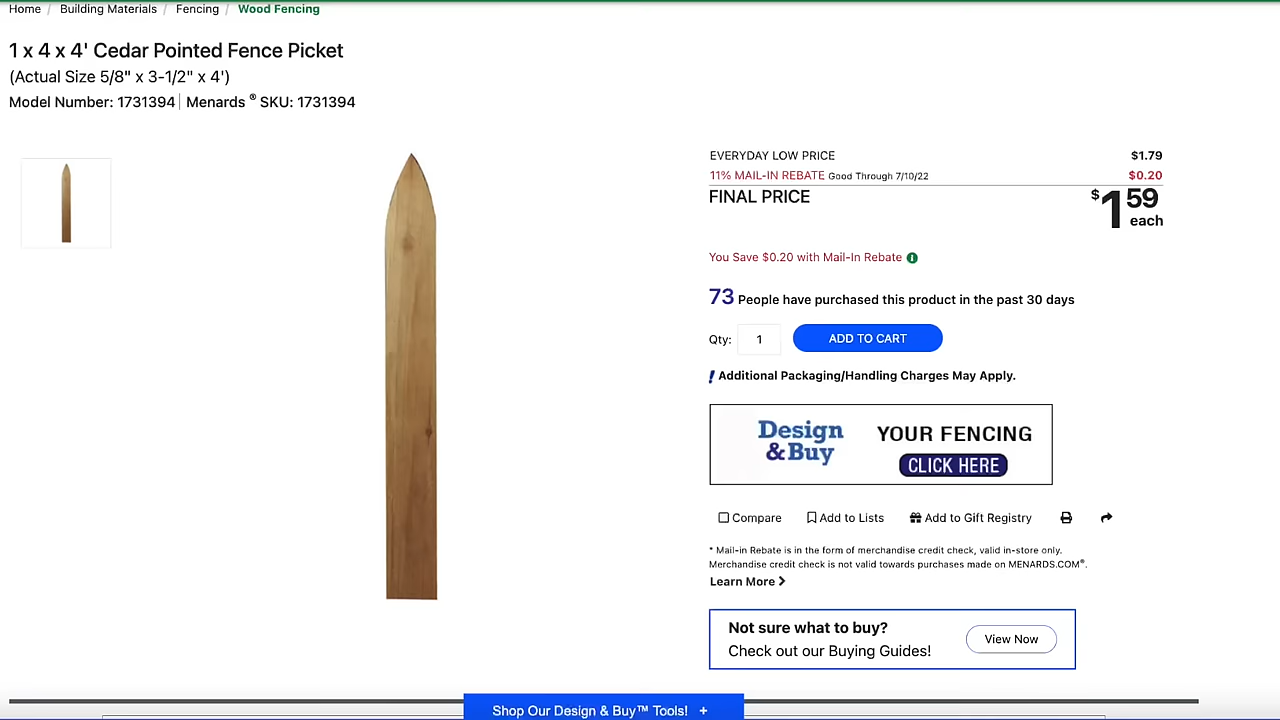 Home / Building Materials / Fencing / Wood Fencing
1 x 4 x 4' Cedar Pointed Fence Picket
(Actual Size 5/8" x 3-1/2" x 4')
Model Number: 1731394 | Menards ® SKU: 1731394
EVERYDAY LOW PRICE $1.79
11% MAIL-IN REBATE Good Through 7/10/22 $0.20
FINAL PRICE $1 59 each
You Save $0.20 with Mail-In Rebate i
73 People have purchased this product in the past 30 days
Qty: 1 ADD TO CART
! Additional Packaging/Handling Charges May Apply.
Design & Buy YOUR FENCING
CLICK HERE
Compare Add to Lists Add to Gift Registry
* Mail-in Rebate is in the form of merchandise credit check, valid in-store only.
Merchandise credit check is not valid towards purchases made on MENARDS.COM®.
Learn More
Not sure what to buy?
Check out our Buying Guides!
View Now
Shop Our Design & Buy™ Tools! +